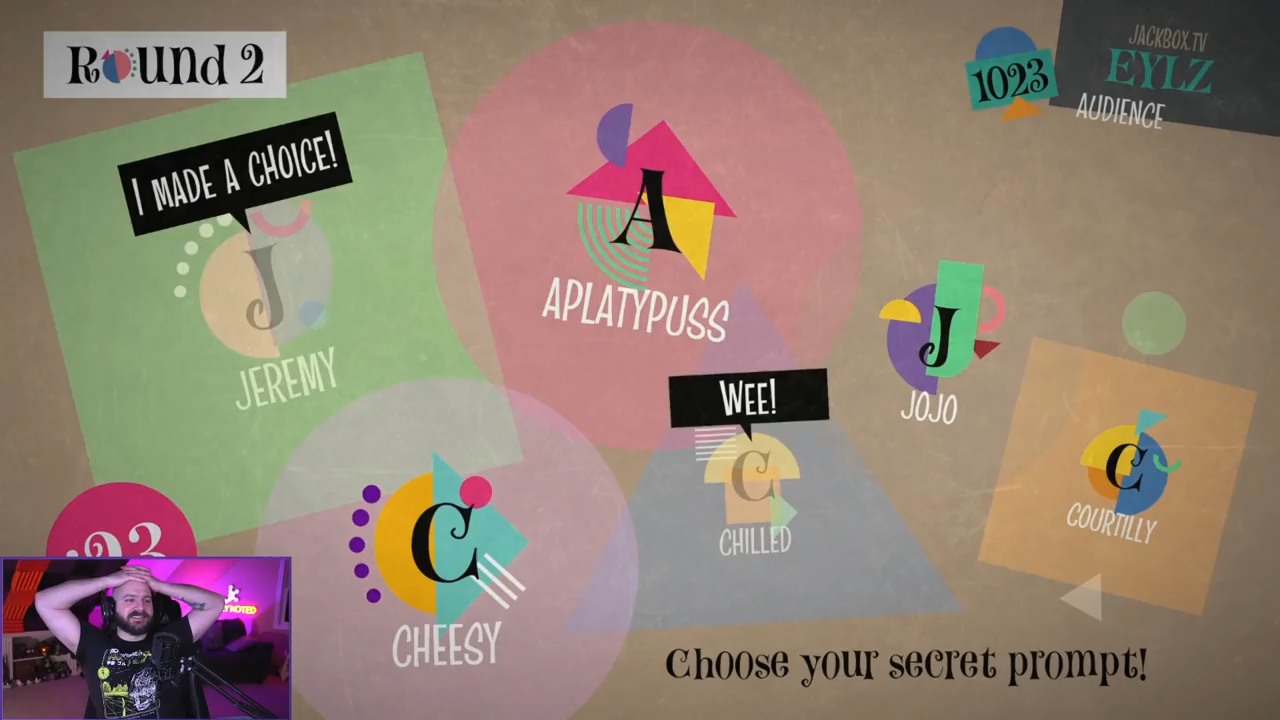 Round 2
JACKBOX.TV
EYLZ
1023
AUDIENCE
I MADE A CHOICE!
J
JEREMY
A
APLATYPUSS
J
JOJO
WEE!
C
CHILLED
C
COURTILLY
C
CHEESY
:23
Choose your secret prompt!